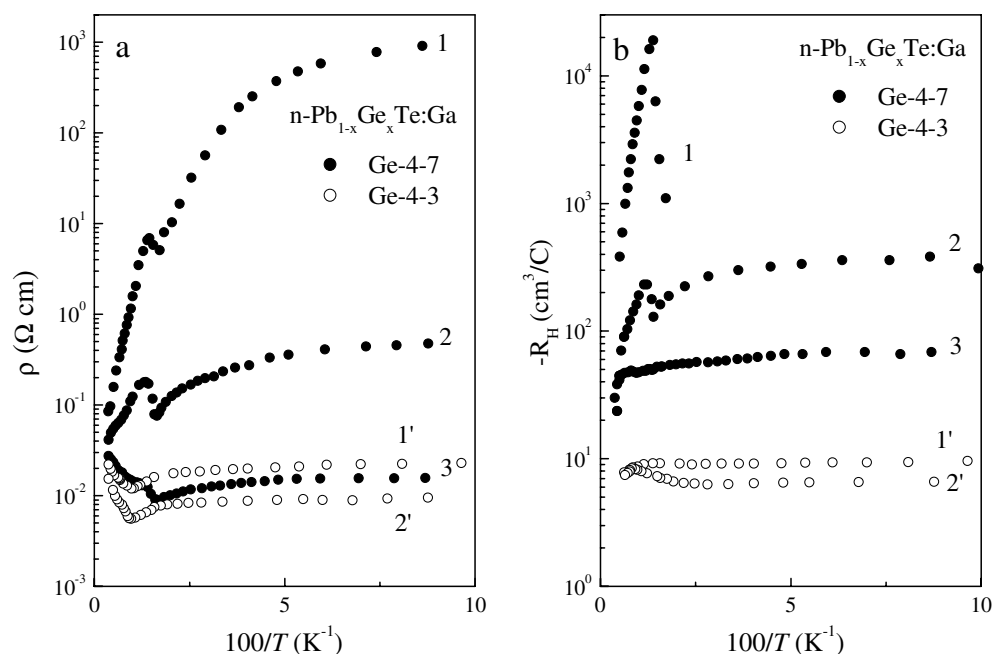 a
n-Pb₁₋ₓGeₓTe:Ga
Ge-4-7
Ge-4-3
1
2
1'
3
2'
10³
10²
10¹
10⁰
10⁻¹
10⁻²
10⁻³
ρ (Ω cm)
0
5
10
100/T (K⁻¹)
b
n-Pb₁₋ₓGeₓTe:Ga
Ge-4-7
Ge-4-3
1
2
3
1'
2'
10⁴
10³
10²
10¹
10⁰
-R_H (cm³/C)
0
5
10
100/T (K⁻¹)